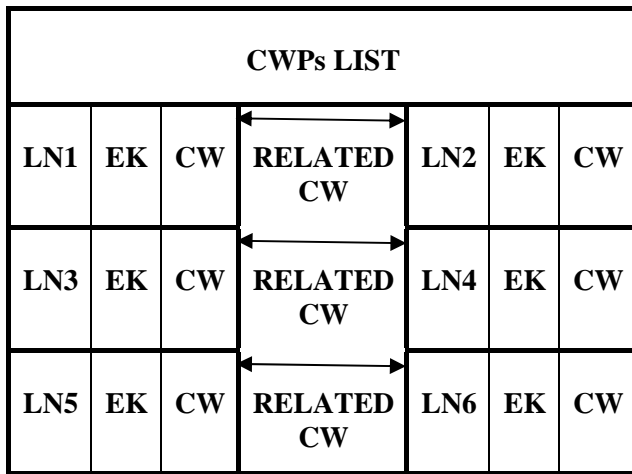 CWPs LIST
LN1 EK CW RELATED CW LN2 EK CW
LN3 EK CW RELATED CW LN4 EK CW
LN5 EK CW RELATED CW LN6 EK CW